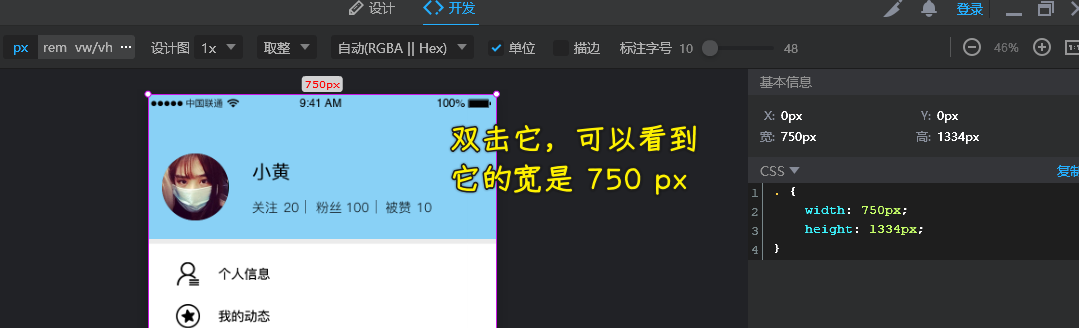 设计
开发
登录
px rem vw/vh ···
设计图 1x
取整
自动(RGBA || Hex)
单位
描边
标注字号 10
48
46%
1:1
750px
中国联通
9:41 AM
100%
小黄
关注 20 | 粉丝 100 | 被赞 10
个人信息
我的动态
双击它，可以看到
它的宽是 750 px
基本信息
X: 0px
Y: 0px
宽: 750px
高: 1334px
CSS
复制
1 . {
2 width: 750px;
3 height: 1334px;
4 }